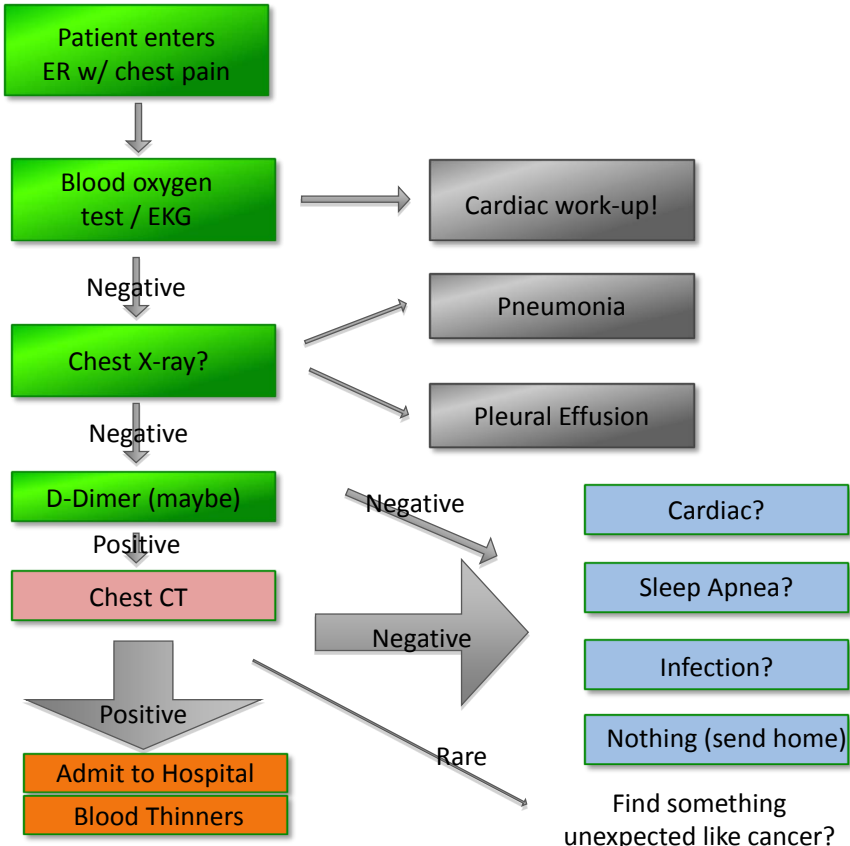 Patient enters
ER w/ chest pain
Blood oxygen
test / EKG
Cardiac work-up!
Negative
Pneumonia
Chest X-ray?
Pleural Effusion
Negative
D-Dimer (maybe)
Negative
Cardiac?
Positive
Chest CT
Sleep Apnea?
Negative
Infection?
Positive
Nothing (send home)
Rare
Admit to Hospital
Blood Thinners
Find something
unexpected like cancer?